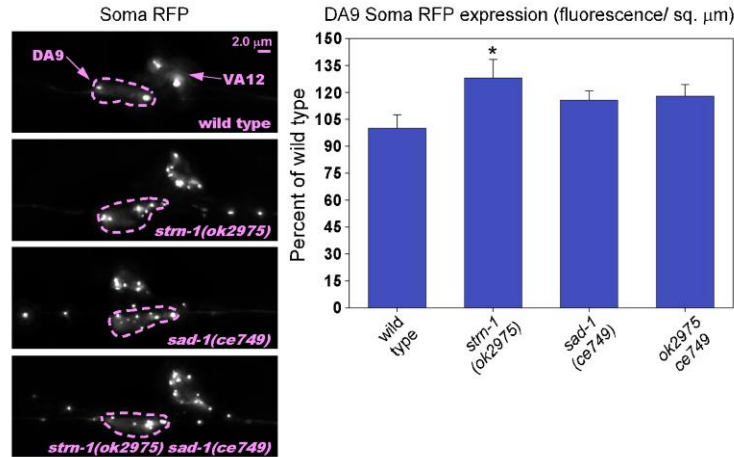 Soma RFP
2.0 μm
DA9
VA12
wild type
strn-1(ok2975)
sad-1(ce749)
strn-1(ok2975) sad-1(ce749)
DA9 Soma RFP expression (fluorescence/ sq. μm)
Percent of wild type
150
135
120
105
90
75
60
45
30
15
0
*
wild
type
strn-1
(ok2975)
sad-1
(ce749)
ok2975
ce749